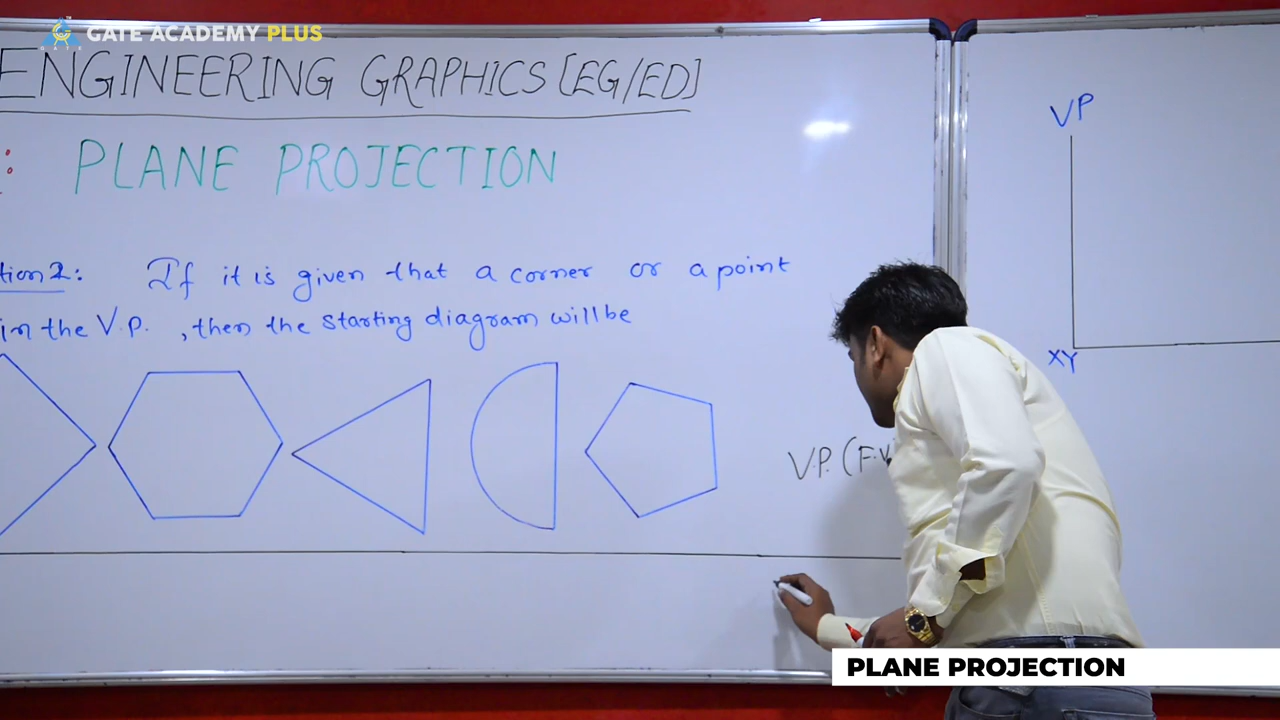 GATE ACADEMY PLUS
ENGINEERING GRAPHICS [EG/ED]
: PLANE PROJECTION
tion 2: If it is given that a corner or a point
in the V.P. , then the starting diagram will be
V.P. (F.V
VP
XY
PLANE PROJECTION